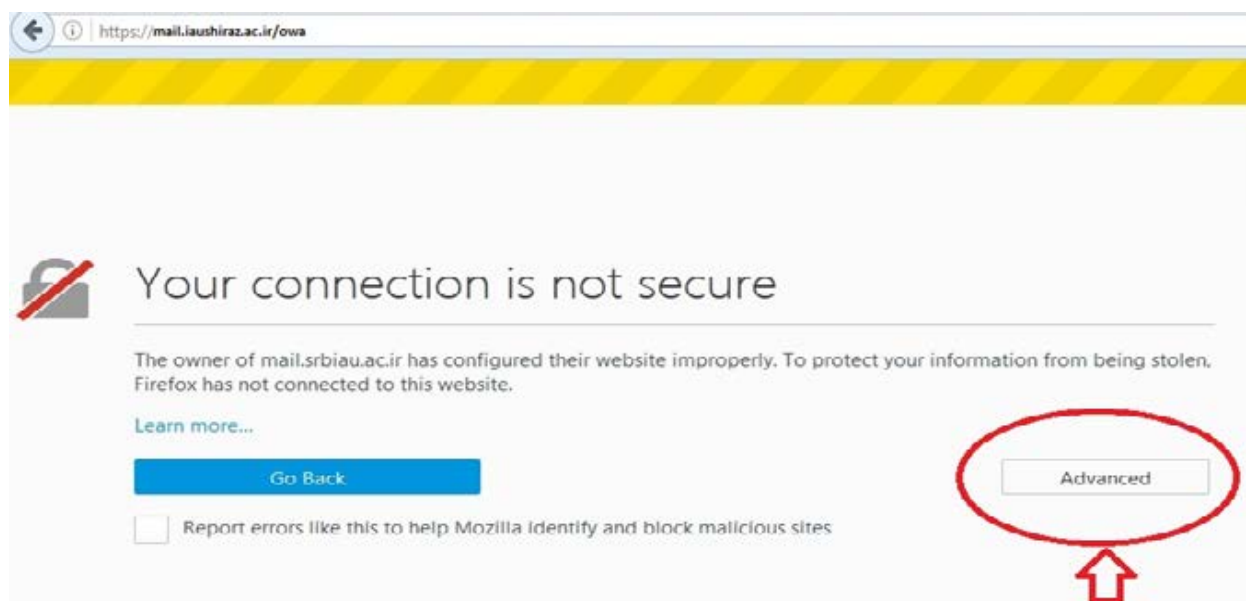 https://mail.iaushiraz.ac.ir/owa
Your connection is not secure
The owner of mail.srbiau.ac.ir has configured their website improperly. To protect your information from being stolen,
Firefox has not connected to this website.
Learn more...
Go Back
Advanced
Report errors like this to help Mozilla identify and block malicious sites